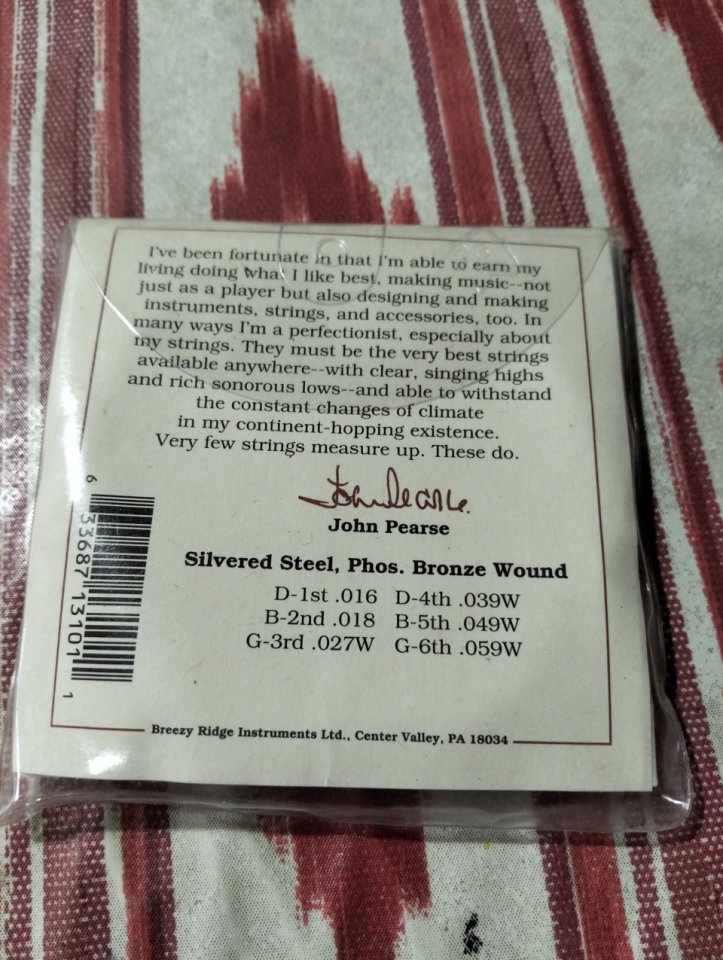 I've been fortunate in that I'm able to earn my
living doing what I like best, making music--not
just as a player but also designing and making
instruments, strings, and accessories, too. In
many ways I'm a perfectionist, especially about
my strings. They must be the very best strings
available anywhere--with clear, singing highs
and rich sonorous lows--and able to withstand
the constant changes of climate
in my continent-hopping existence.
Very few strings measure up. These do.
John Pearse
John Pearse
Silvered Steel, Phos. Bronze Wound
D-1st .016 D-4th .039W
B-2nd .018 B-5th .049W
G-3rd .027W G-6th .059W
6 33687 13101 1
Breezy Ridge Instruments Ltd., Center Valley, PA 18034